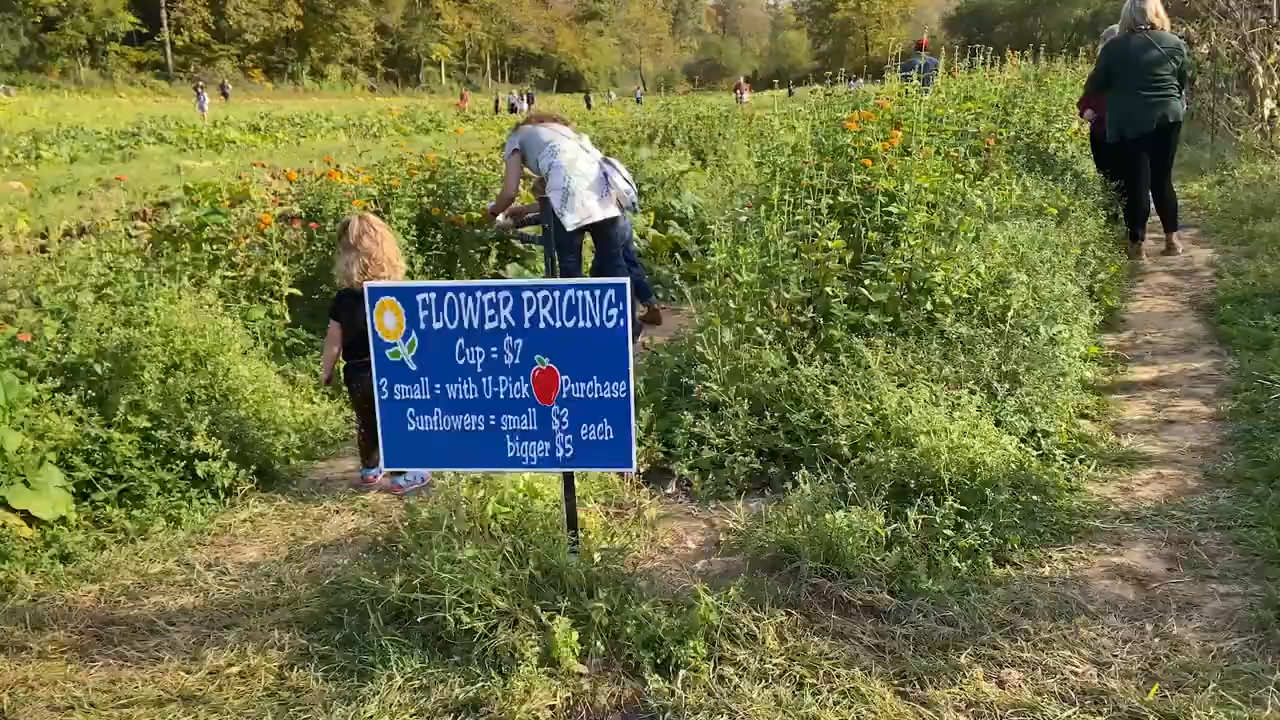 FLOWER PRICING:
Cup = $7
3 small = with U-Pick Purchase
Sunflowers = small $3
bigger $5 each